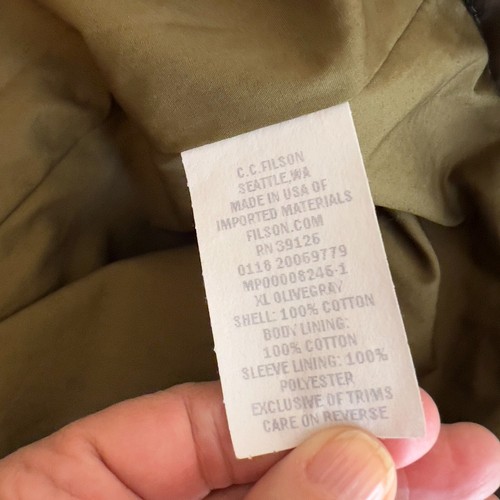 C.C.FILSON
SEATTLE,WA
MADE IN USA OF
IMPORTED MATERIALS
FILSON.COM
RN 39126
0118 20069779
MP00008246-1
XL OLIVEGRAY
SHELL: 100% COTTON
BODY LINING:
100% COTTON
SLEEVE LINING: 100%
POLYESTER
EXCLUSIVE OF TRIMS
CARE ON REVERSE